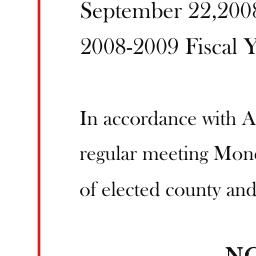 September 22,2008
2008-2009 Fiscal Y
In accordance with A
regular meeting Mon
of elected county and
NO